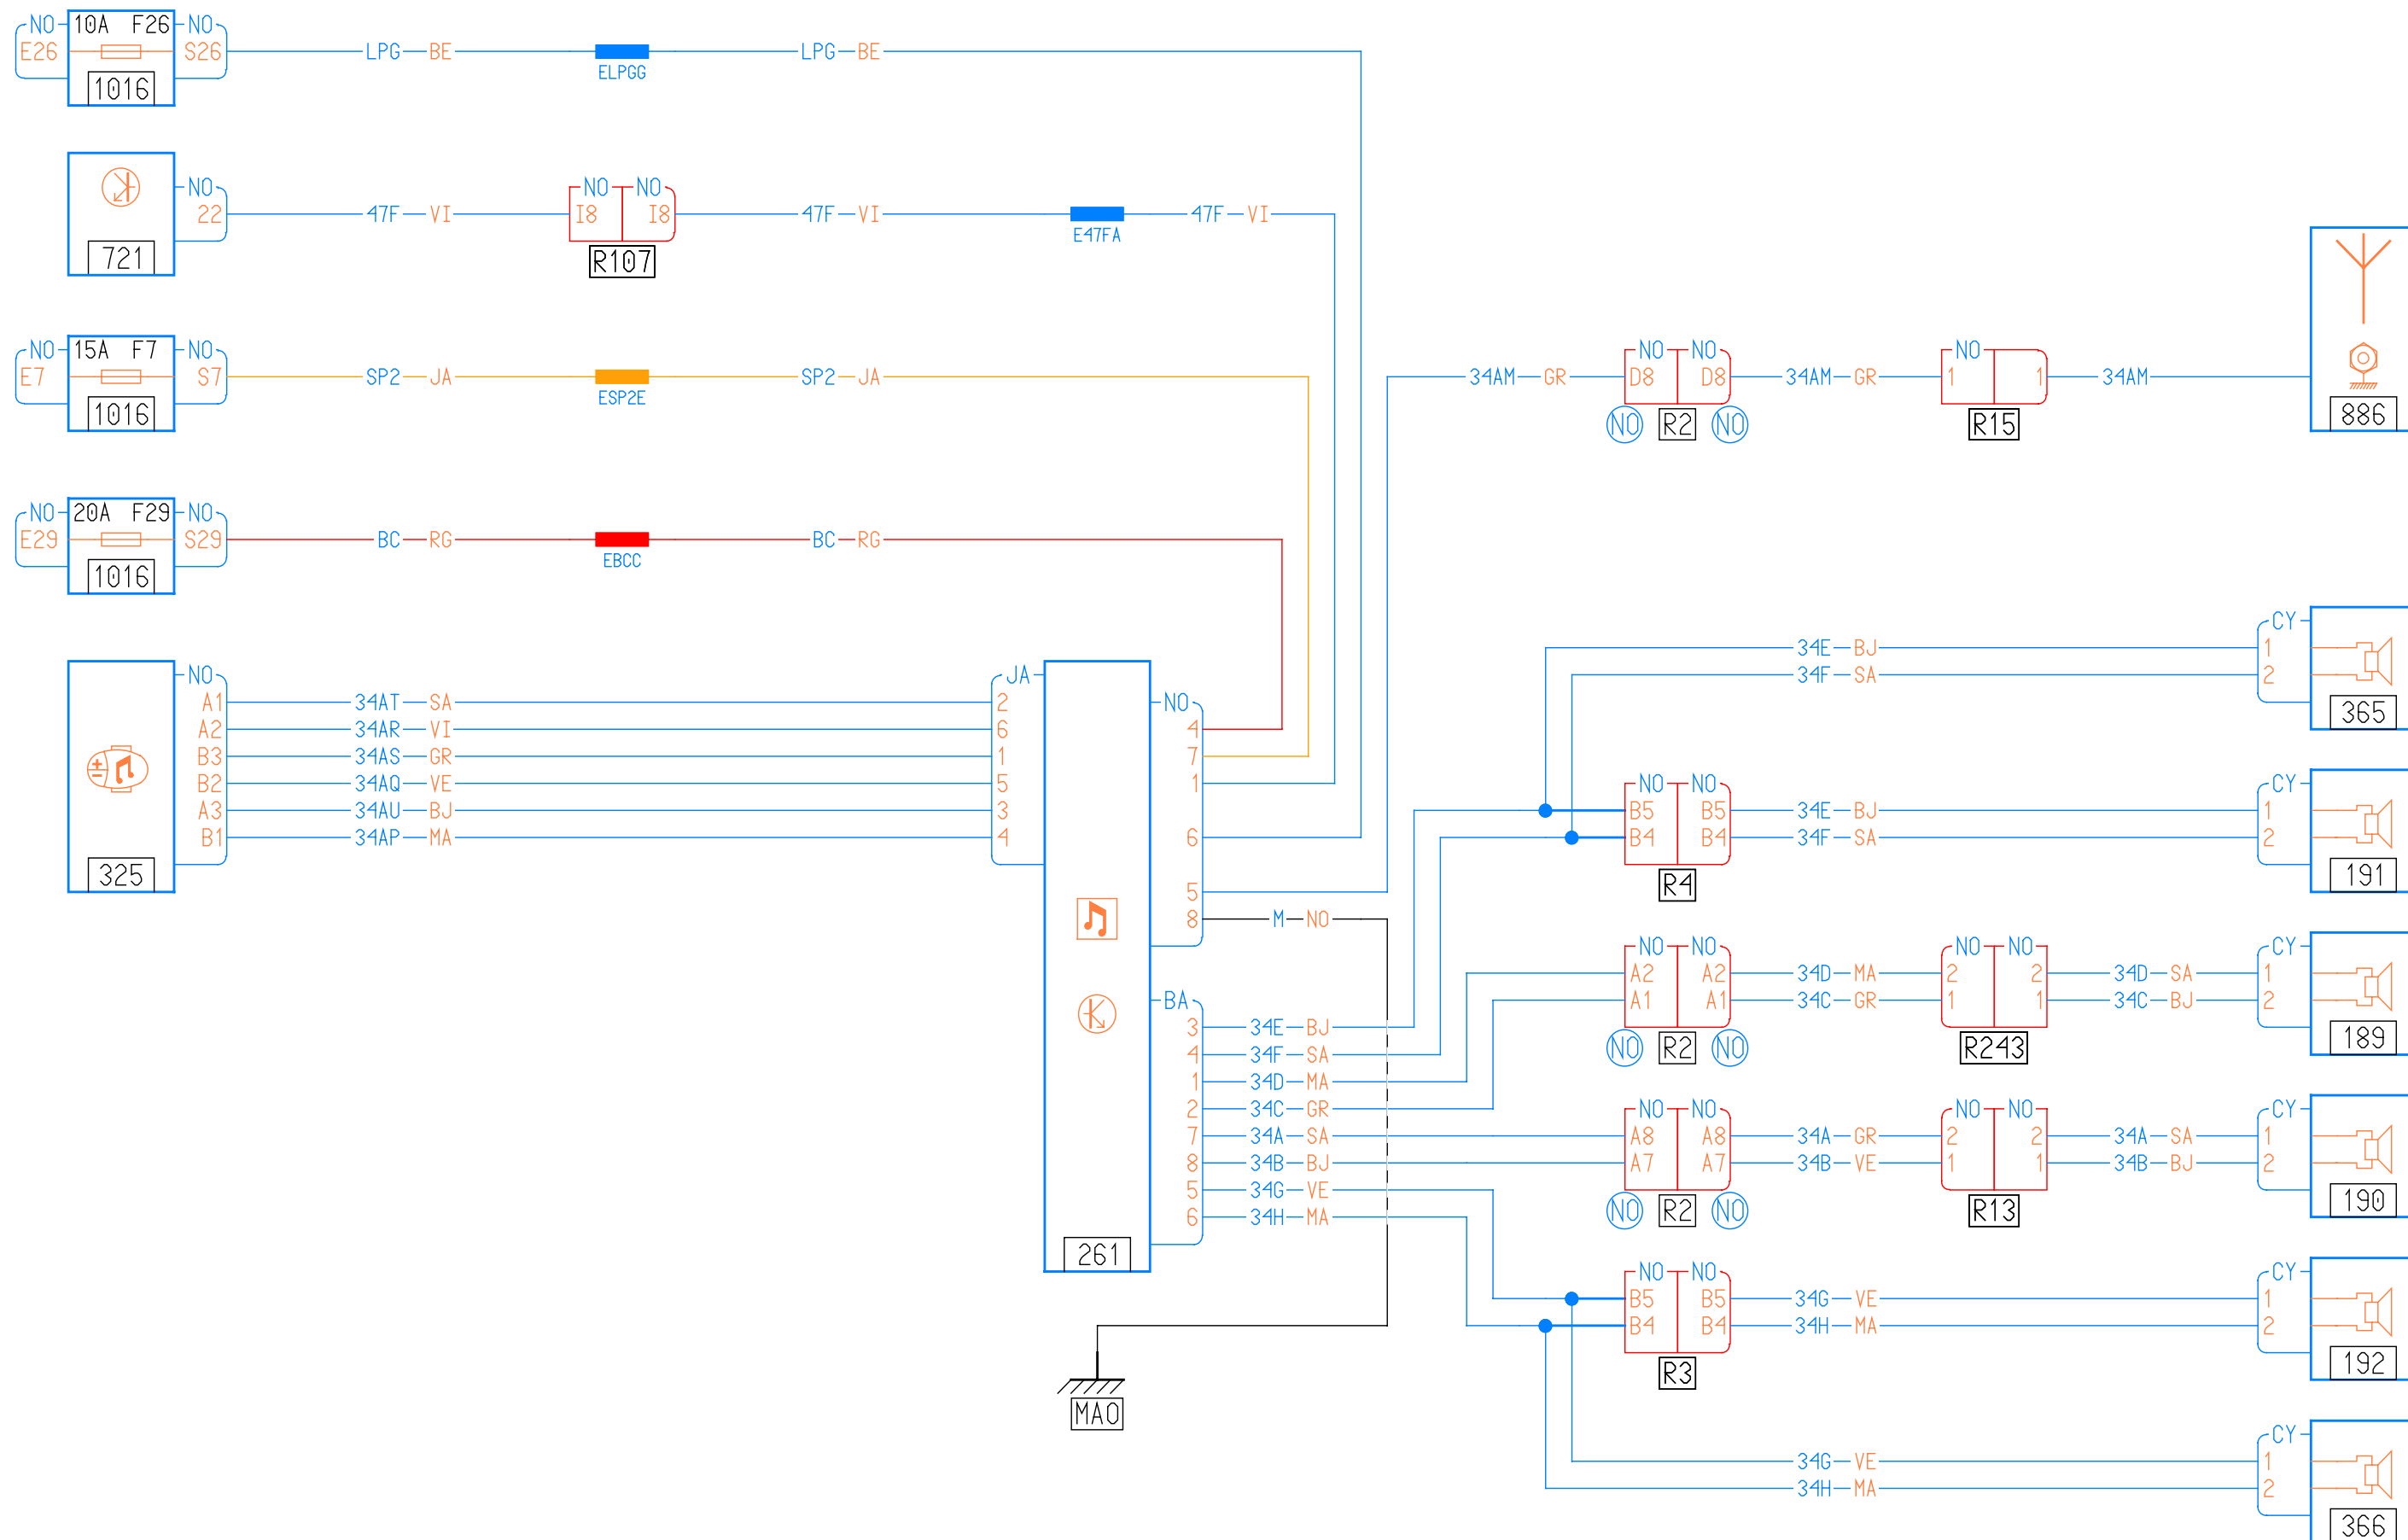 NO 10A F26 NO
E26 S26 LPG BE LPG BE
ELPGG
1016
NO NO NO
22 47F VI I8 I8 47F VI 47F VI
E47FA
721 R107
NO 15A F7 NO NO NO NO
E7 S7 SP2 JA SP2 JA 34AM GR D8 D8 34AM GR 1 1 34AM
ESP2E
1016 NO R2 NO R15 886
NO 20A F29 NO
E29 S29 BC RG BC RG
EBCC
1016
CY
34E BJ 1
34F SA 2
365
NO JA
A1 34AT SA 2 NO
A2 34AR VI 6 4
B3 34AS GR 1 7
B2 34AQ VE 5 1 NO NO CY
A3 34AU BJ 3 B5 B5 34E BJ 1
B1 34AP MA 4 6 B4 B4 34F SA 2
325 R4 191
5
8 M NO
NO NO NO NO CY
A2 A2 34D MA 2 2 34D SA 1
BA A1 A1 34C GR 1 1 34C BJ 2
3 34E BJ
NO R2 NO R243 189
4 34F SA
1 34D MA
2 34C GR NO NO NO NO CY
7 34A SA A8 A8 34A GR 2 2 34A SA 1
8 34B BJ A7 A7 34B VE 1 1 34B BJ 2
5 34G VE
6 34H MA NO R2 NO R13 190
261
NO NO CY
B5 B5 34G VE 1
B4 B4 34H MA 2
R3 192
MAO
CY
34G VE 1
34H MA 2
366